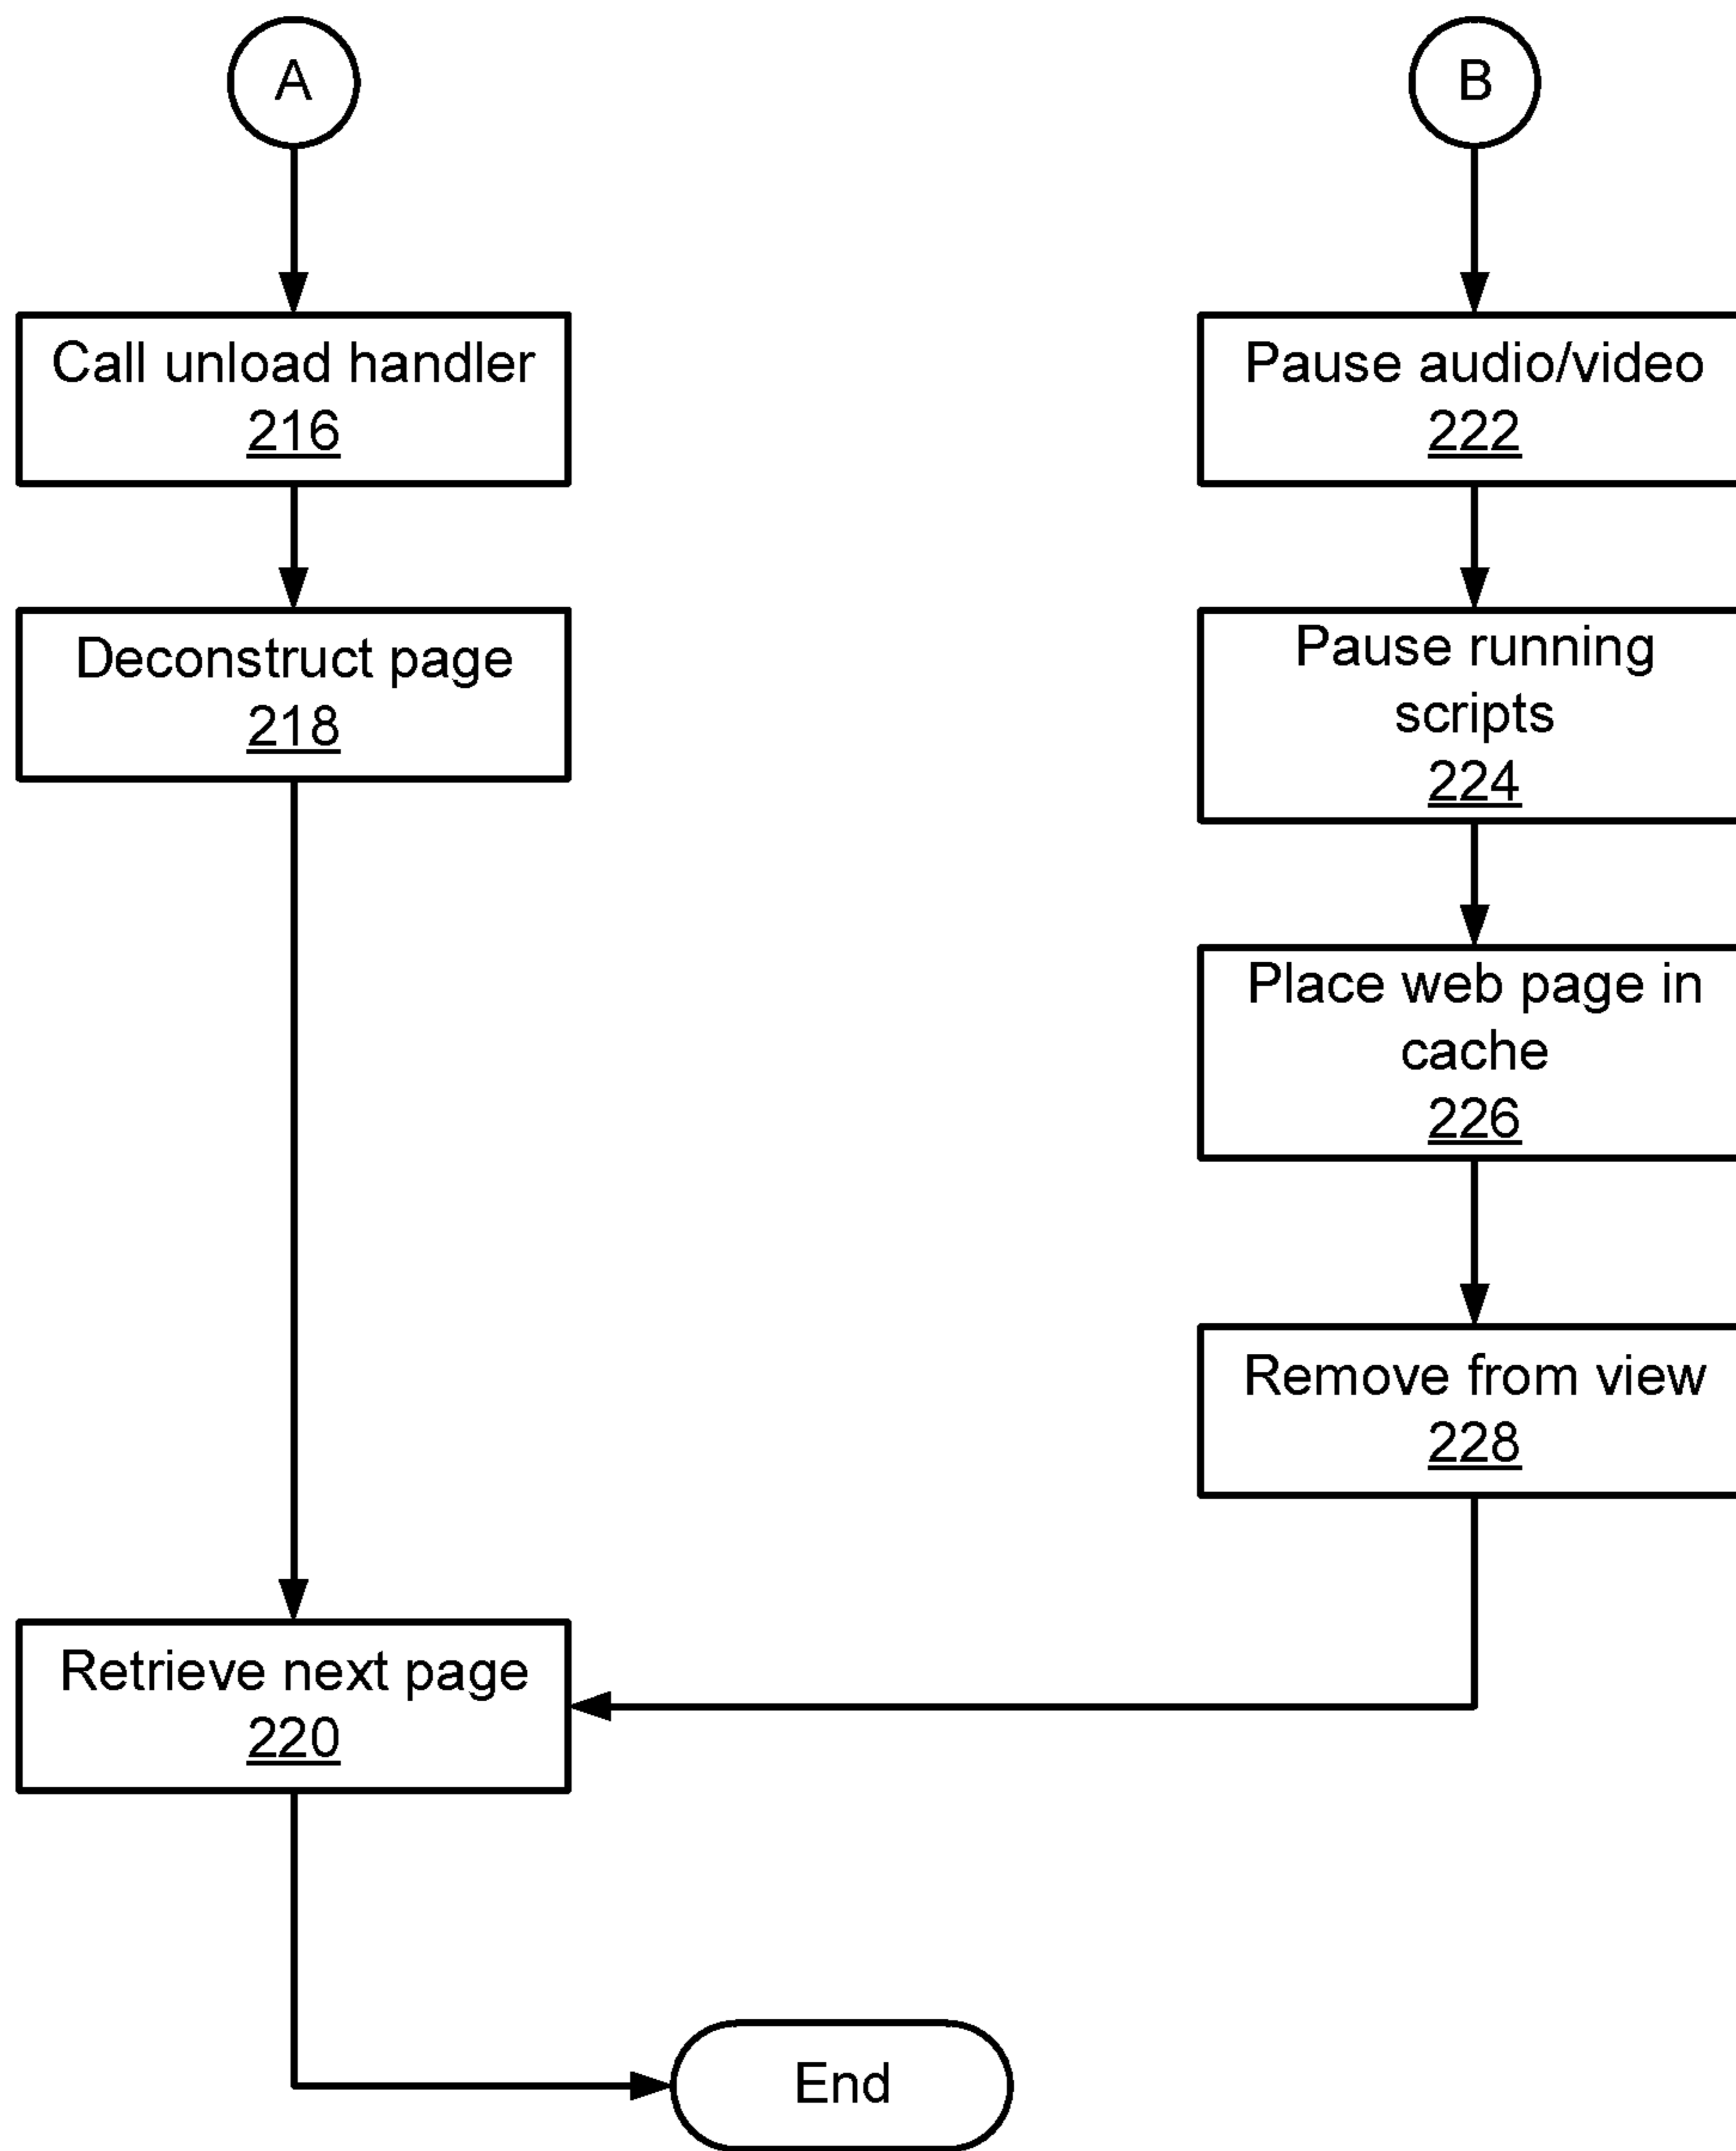 A
B
Call unload handler
216
Pause audio/video
222
Deconstruct page
218
Pause running
scripts
224
Place web page in
cache
226
Remove from view
228
Retrieve next page
220
End